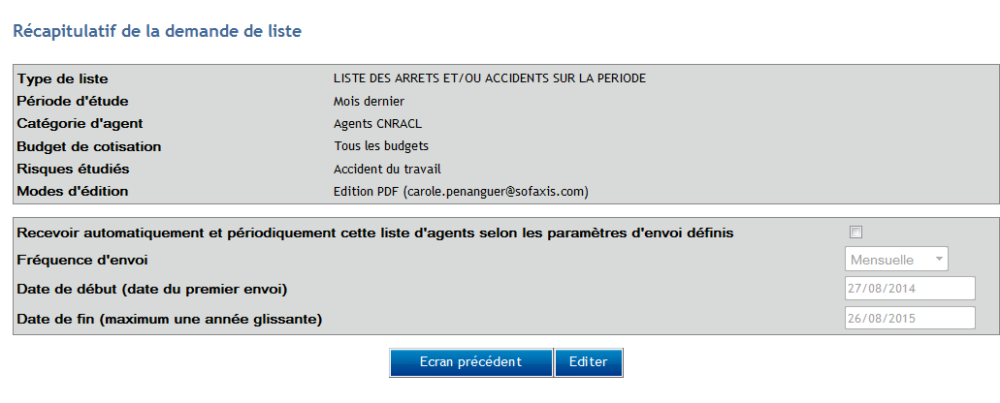 Récapitulatif de la demande de liste
Type de liste LISTE DES ARRETS ET/OU ACCIDENTS SUR LA PERIODE
Période d'étude Mois dernier
Catégorie d'agent Agents CNRACL
Budget de cotisation Tous les budgets
Risques étudiés Accident du travail
Modes d'édition Edition PDF (carole.penanguer@sofaxis.com)
Recevoir automatiquement et périodiquement cette liste d'agents selon les paramètres d'envoi définis
Fréquence d'envoi Mensuelle
Date de début (date du premier envoi) 27/08/2014
Date de fin (maximum une année glissante) 26/08/2015
Ecran précédent Editer